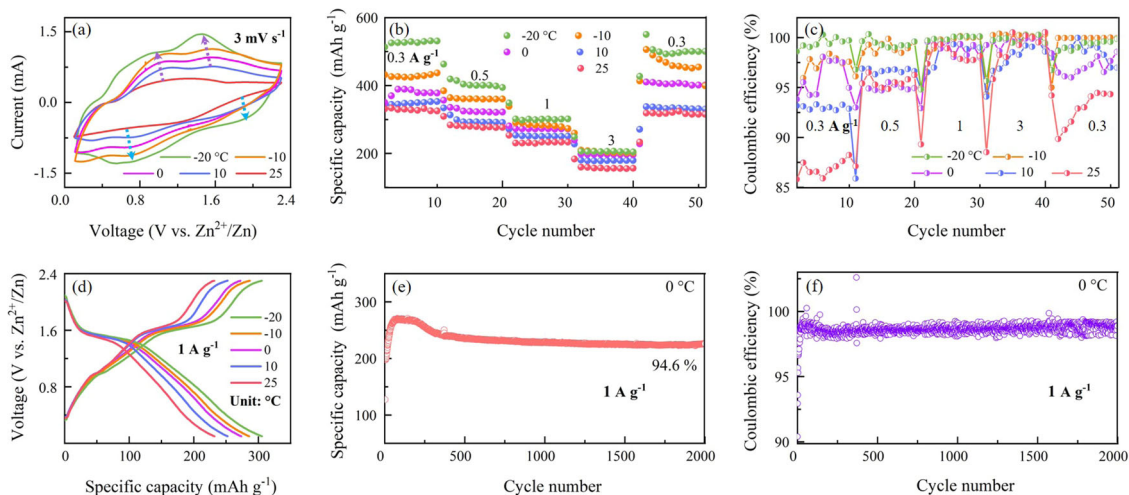 (a)
3 mV s⁻¹
-20 °C
-10
0
10
25
1.5
0.0
-1.5
0.0
1.2
2.4
Current (mA)
Voltage (V vs. Zn²⁺/Zn)
(b)
-20 °C
-10
0
10
25
0.3 A g⁻¹
0.5
1
3
0.3
600
400
200
10
20
30
40
50
Specific capacity (mAh g⁻¹)
Cycle number
(c)
0.3 A g⁻¹
0.5
1
3
0.3
-20 °C
-10
0
10
25
100
95
90
85
10
20
30
40
50
Coulombic efficiency (%)
Cycle number
(d)
-20
-10
0
10
25
Unit: °C
1 A g⁻¹
2.4
1.6
0.8
0
100
200
300
Voltage (V vs. Zn²⁺/Zn)
Specific capacity (mAh g⁻¹)
(e)
0 °C
94.6 %
1 A g⁻¹
300
200
100
0
500
1000
1500
2000
Specific capacity (mAh g⁻¹)
Cycle number
(f)
0 °C
1 A g⁻¹
100
95
90
0
500
1000
1500
2000
Coulombic efficiency (%)
Cycle number